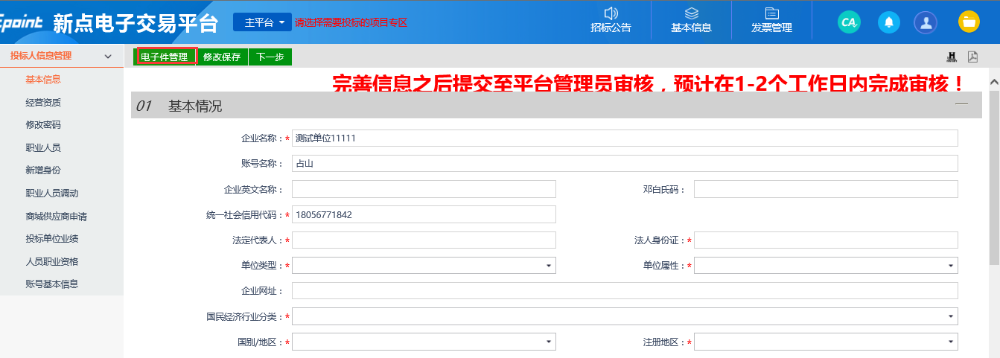 Epoint 新点电子交易平台 主平台 请选择需要投标的项目专区 招标公告 基本信息 发票管理 CA
投标人信息管理
基本信息
经营资质
修改密码
职业人员
新增身份
职业人员调动
商城供应商申请
投标单位业绩
人员职业资格
账号基本信息
电子件管理 修改保存 下一步
完善信息之后提交至平台管理员审核，预计在1-2个工作日内完成审核！
01 基本情况
企业名称：* 测试单位11111
账号名称： 占山
企业英文名称： 邓白氏码：
统一社会信用代码：* 18056771842
法定代表人：* 法人身份证：*
单位类型：* 单位属性：*
企业网址：
国民经济行业分类：*
国别/地区：* 注册地区：*